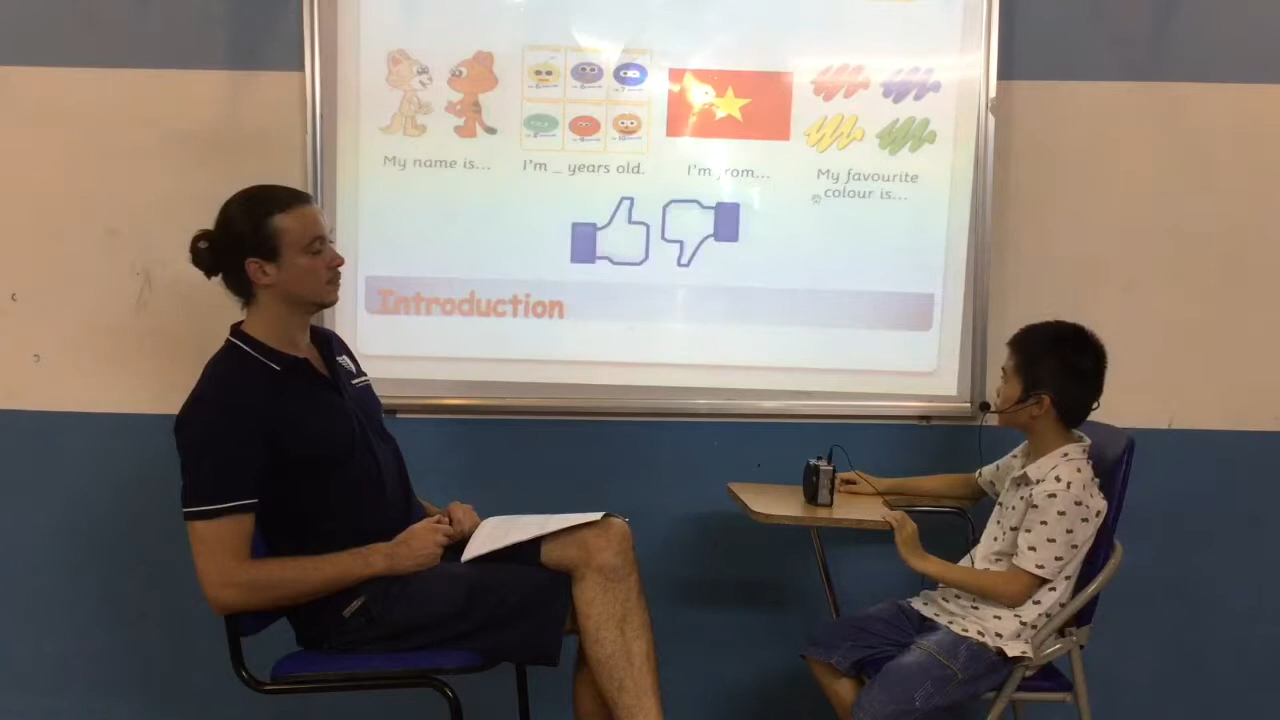 My name is...
I'm _ years old.
I'm from...
My favourite
colour is...
Introduction